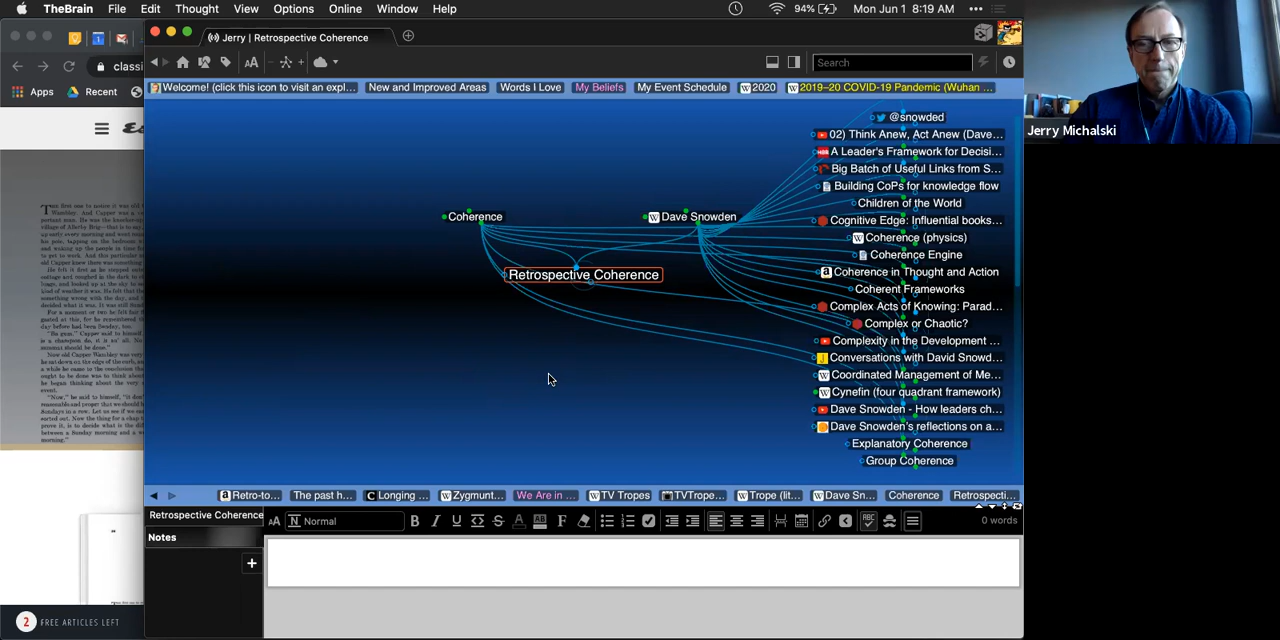 TheBrain File Edit Thought View Options Online Window Help 94% Mon Jun 1 8:19 AM
Jerry | Retrospective Coherence
classi
Search
Apps Recent
Welcome! (click this icon to visit an expl... New and Improved Areas Words I Love My Beliefs My Event Schedule 2020 2019–20 COVID-19 Pandemic (Wuhan ...
Jerry Michalski
@snowded
02) Think Anew, Act Anew (Dave...
A Leader's Framework for Decisi...
Big Batch of Useful Links from S...
Building CoPs for knowledge flow
Children of the World
Coherence
Dave Snowden
Cognitive Edge: Influential books...
Coherence (physics)
Coherence Engine
Retrospective Coherence
Coherence in Thought and Action
Coherent Frameworks
Complex Acts of Knowing: Parad...
Complex or Chaotic?
Complexity in the Development ...
Conversations with David Snowd...
Coordinated Management of Me...
Cynefin (four quadrant framework)
Dave Snowden - How leaders ch...
Dave Snowden's reflections on a...
Explanatory Coherence
Group Coherence
Retro-to... The past h... Longing ... Zygmunt... We Are in ... TV Tropes TVTrope... Trope (lit... Dave Sn... Coherence Retrospecti...
Retrospective Coherence
Normal
0 words
Notes
2 FREE ARTICLES LEFT